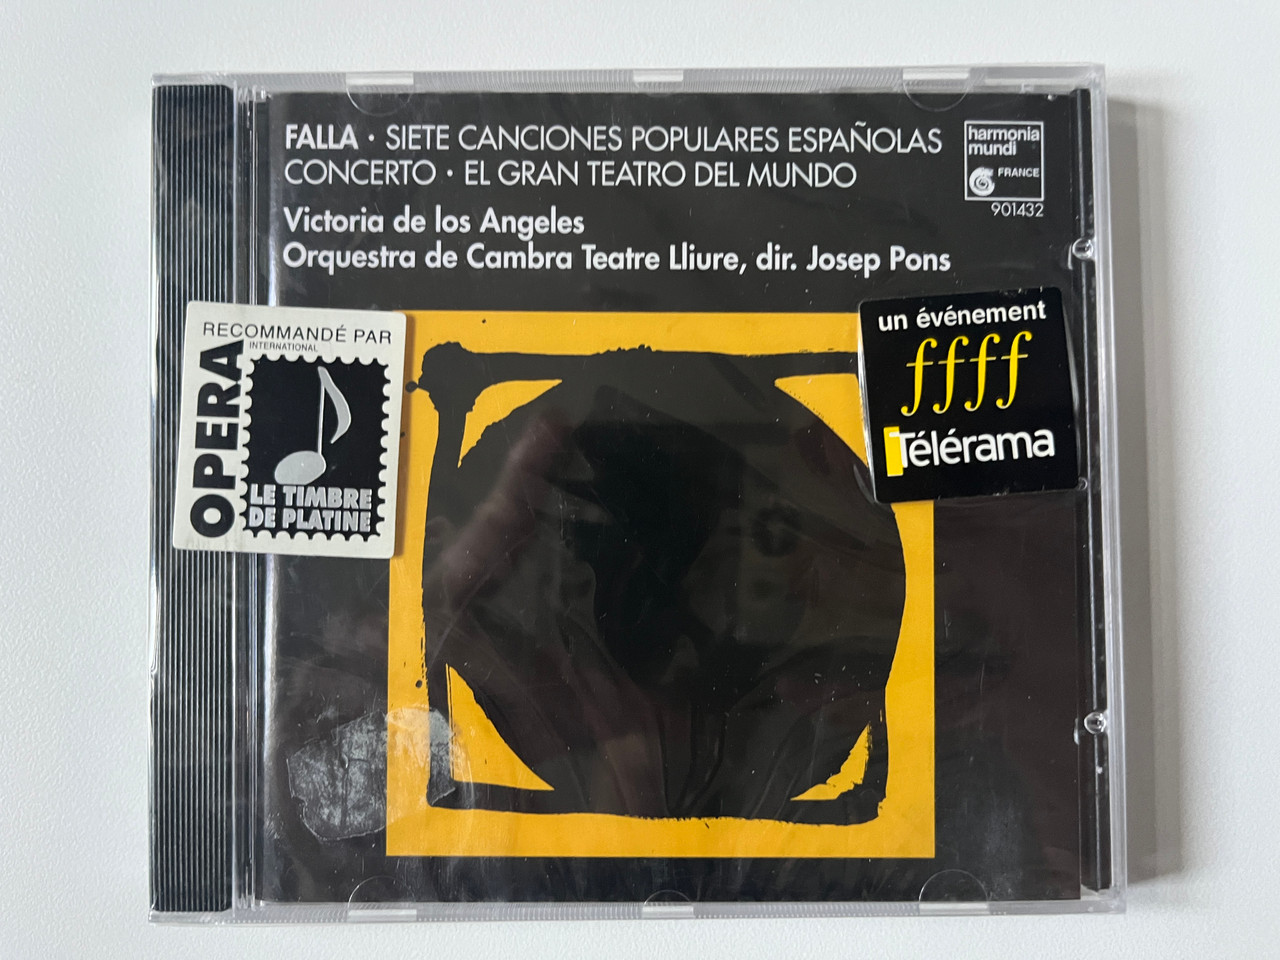 FALLA · SIETE CANCIONES POPULARES ESPAÑOLAS
CONCERTO · EL GRAN TEATRO DEL MUNDO
Victoria de los Angeles
Orquestra de Cambra Teatre Lliure, dir. Josep Pons
harmonia
mundi
FRANCE
901432
RECOMMANDÉ PAR
INTERNATIONAL
OPERA
LE TIMBRE
DE PLATINE
un événement
ffff
Télérama